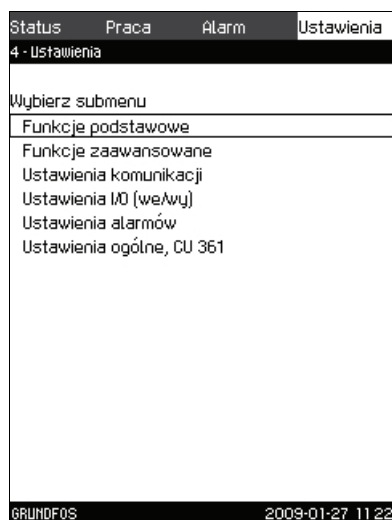 Status Praca Alarm Ustawienia
4 - Ustawienia
Wybierz submenu
Funkcje podstawowe
Funkcje zaawansowane
Ustawienia komunikacji
Ustawienia I/O (we/wy)
Ustawienia alarmów
Ustawienia ogólne, CU 361
GRUNDFOS 2009-01-27 11:22